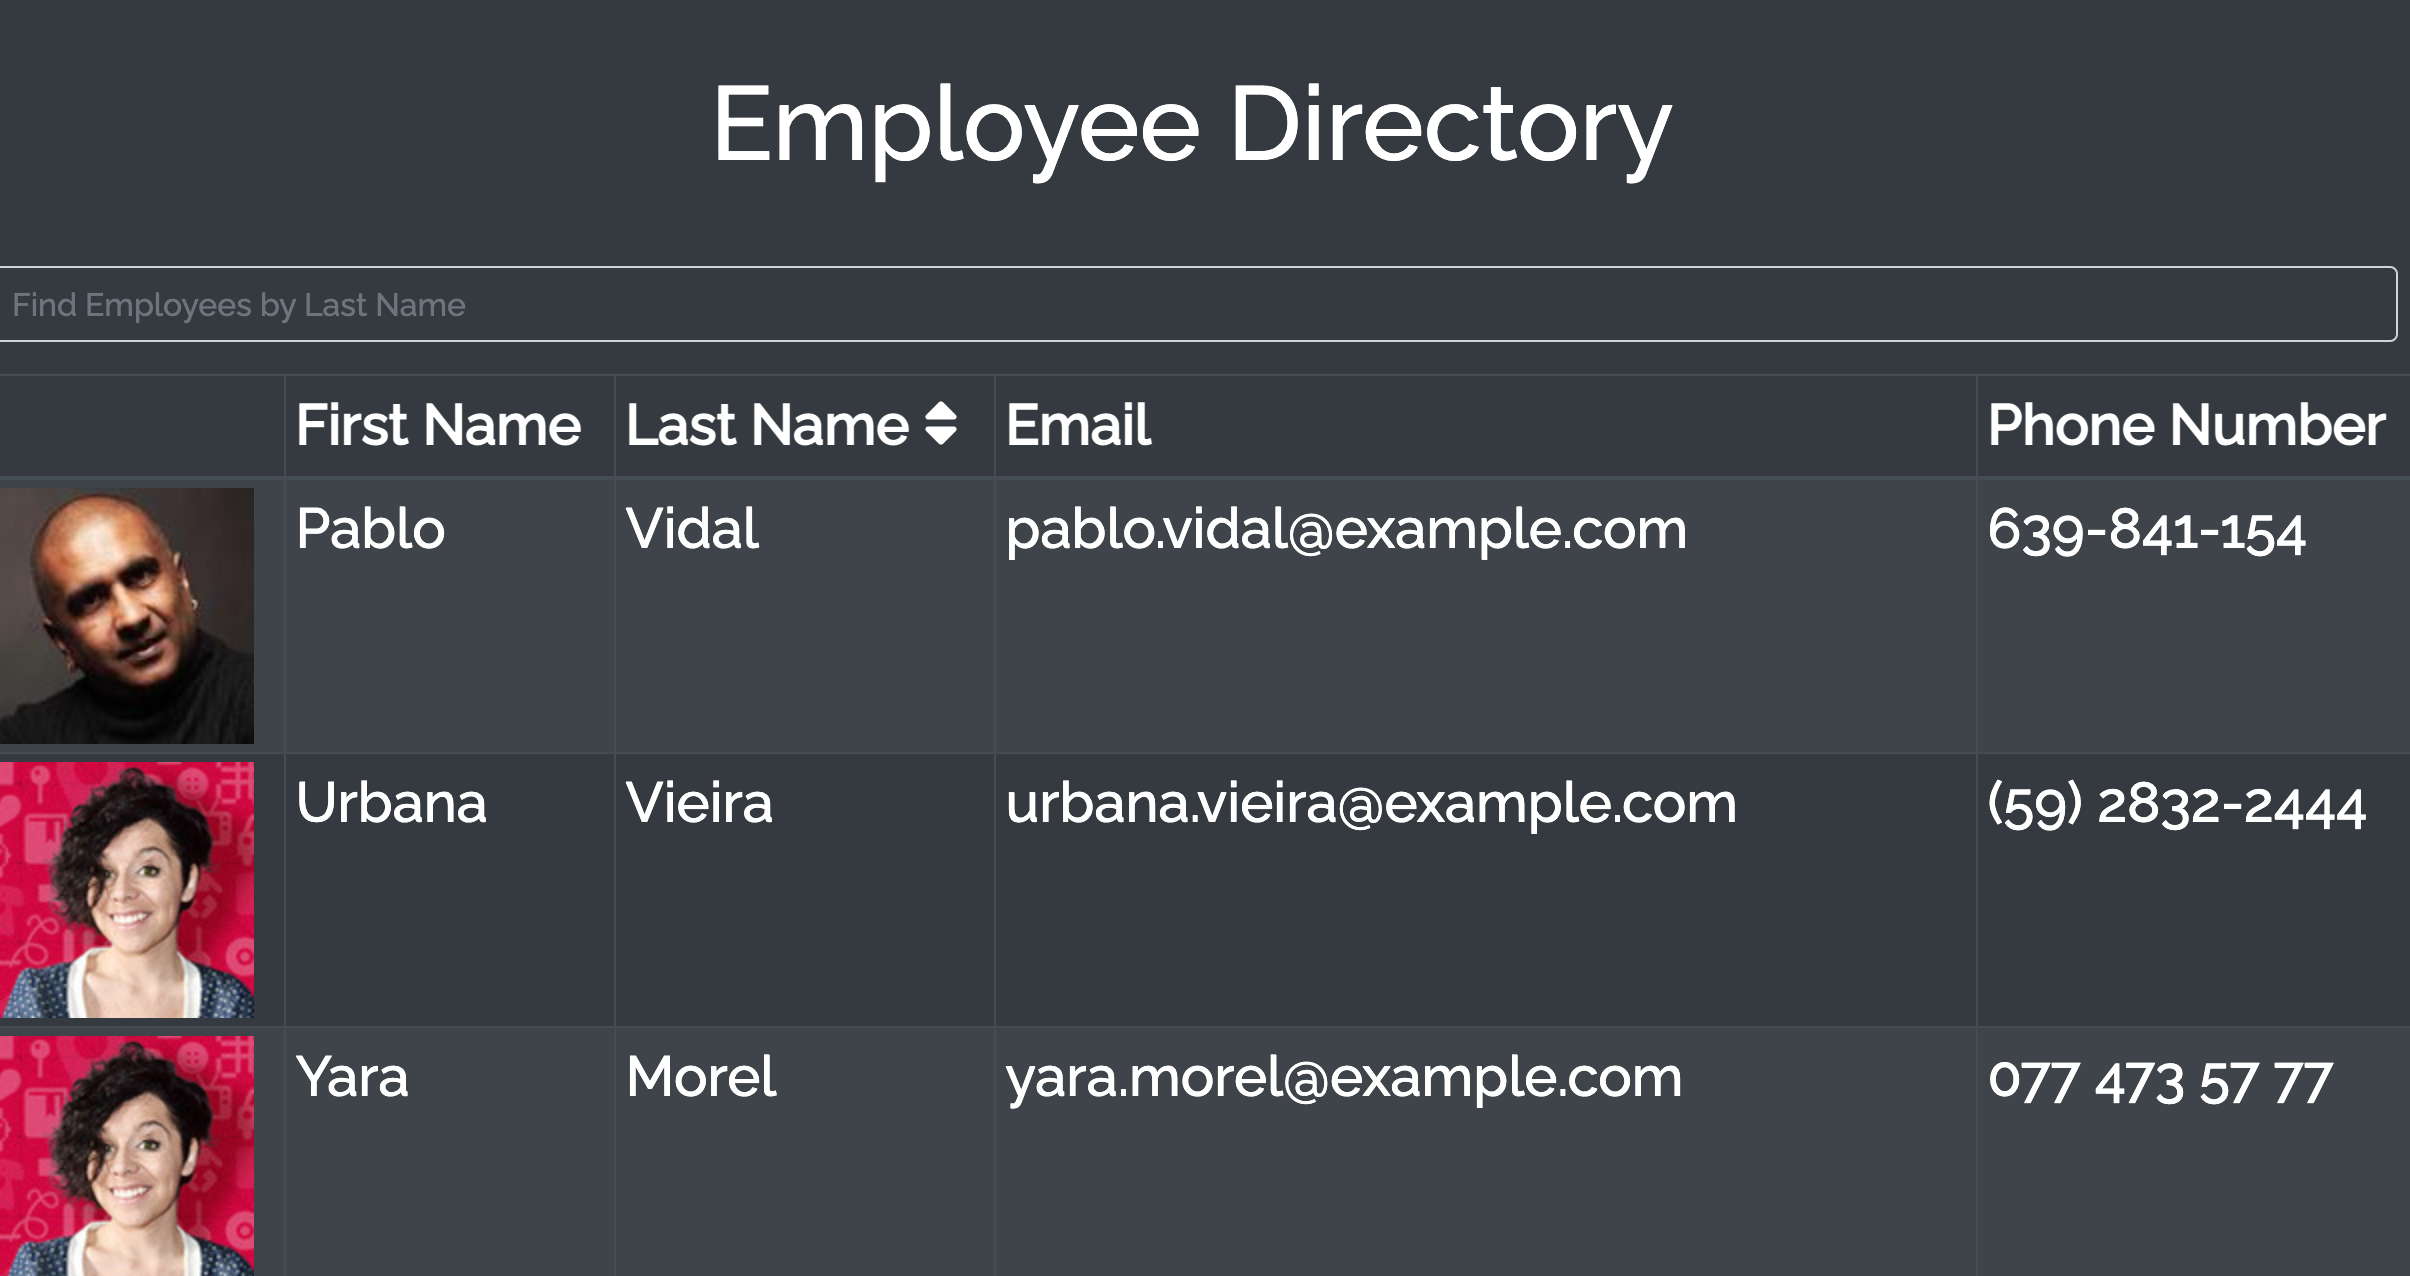 Employee Directory
Find Employees by Last Name
First Name Last Name Email Phone Number
Pablo Vidal pablo.vidal@example.com 639-841-154
Urbana Vieira urbana.vieira@example.com (59) 2832-2444
Yara Morel yara.morel@example.com 077 473 57 77